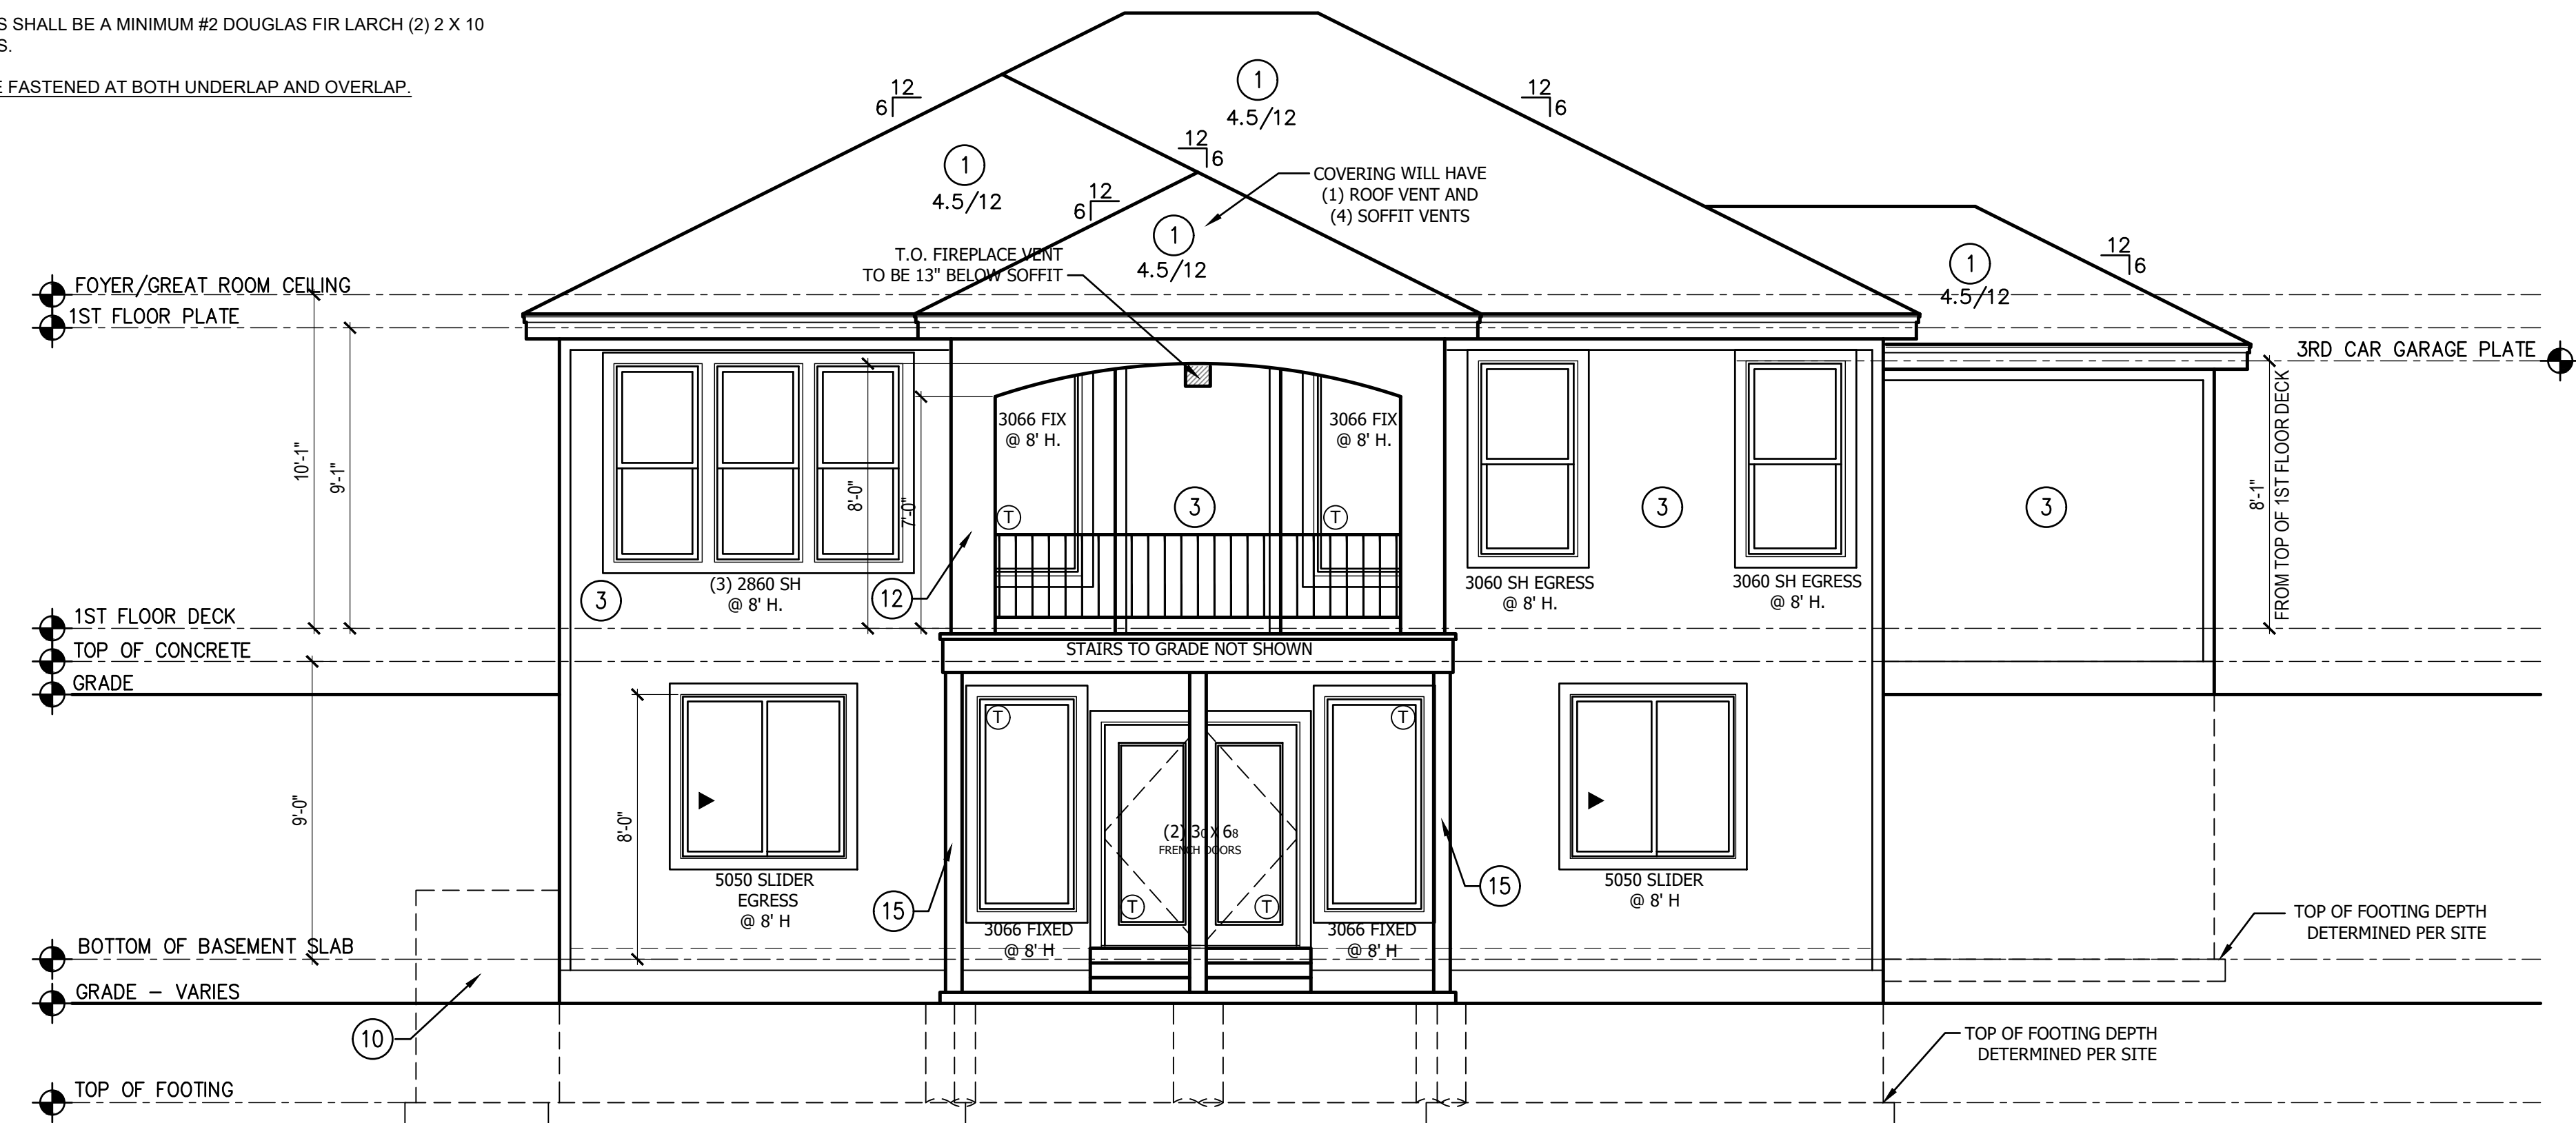 S SHALL BE A MINIMUM #2 DOUGLAS FIR LARCH (2) 2 X 10
S.
E FASTENED AT BOTH UNDERLAP AND OVERLAP.
12
6
1
4.5/12
12
6
12
6
COVERING WILL HAVE
(1) ROOF VENT AND
(4) SOFFIT VENTS
1
4.5/12
12
6
1
4.5/12
T.O. FIREPLACE VENT
TO BE 13" BELOW SOFFIT
12
6
1
4.5/12
FOYER/GREAT ROOM CEILING
1ST FLOOR PLATE
3RD CAR GARAGE PLATE
10'-1"
9'-1"
8'-0"
7'-0"
3066 FIX
@ 8' H.
3066 FIX
@ 8' H.
T
T
3
3
3
8'-1"
FROM TOP OF 1ST FLOOR DECK
(3) 2860 SH
@ 8' H.
3
12
3060 SH EGRESS
@ 8' H.
3060 SH EGRESS
@ 8' H.
1ST FLOOR DECK
TOP OF CONCRETE
STAIRS TO GRADE NOT SHOWN
GRADE
T
T
9'-0"
8'-0"
(2) 30 X 68
FRENCH DOORS
5050 SLIDER
EGRESS
@ 8' H
15
T
T
15
5050 SLIDER
@ 8' H
3066 FIXED
@ 8' H
3066 FIXED
@ 8' H
TOP OF FOOTING DEPTH
DETERMINED PER SITE
BOTTOM OF BASEMENT SLAB
GRADE - VARIES
10
TOP OF FOOTING DEPTH
DETERMINED PER SITE
TOP OF FOOTING